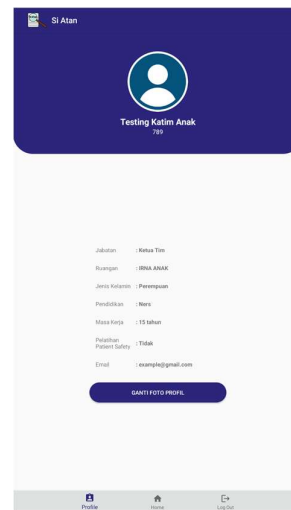 Si Atan
Testing Katim Anak
789
Jabatan : Ketua Tim
Ruangan : IRNA ANAK
Jenis Kelamin : Perempuan
Pendidikan : Ners
Masa Kerja : 15 tahun
Pelatihan
Patient Safety : Tidak
Email : example@gmail.com
GANTI FOTO PROFIL
Profile Home Log Out